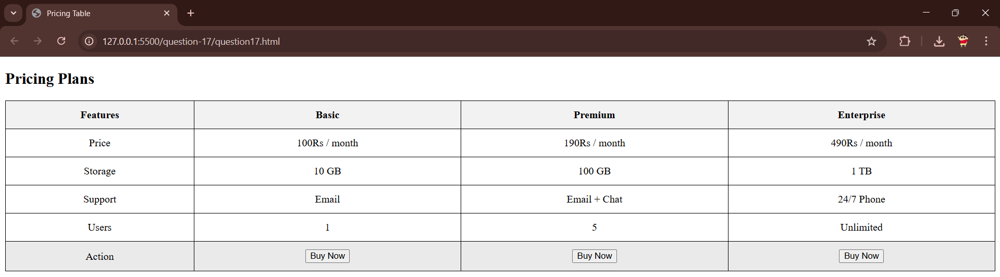 Pricing Table
127.0.0.1:5500/question-17/question17.html
Pricing Plans
Features Basic Premium Enterprise
Price 100Rs / month 190Rs / month 490Rs / month
Storage 10 GB 100 GB 1 TB
Support Email Email + Chat 24/7 Phone
Users 1 5 Unlimited
Action Buy Now Buy Now Buy Now